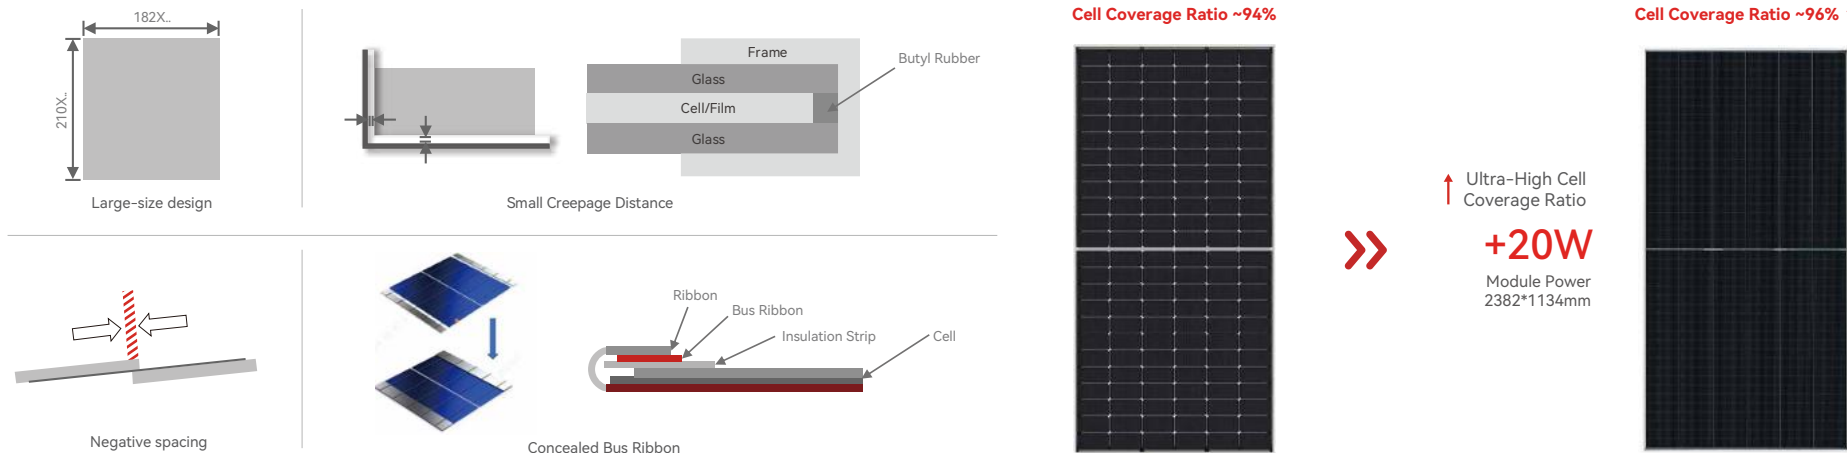 182X..
210X..
Large-size design
Frame
Glass
Cell/Film
Glass
Butyl Rubber
Small Creepage Distance
Negative spacing
Ribbon
Bus Ribbon
Insulation Strip
Cell
Concealed Bus Ribbon
Cell Coverage Ratio ~94%
Ultra-High Cell
Coverage Ratio
+20W
Module Power
2382*1134mm
Cell Coverage Ratio ~96%